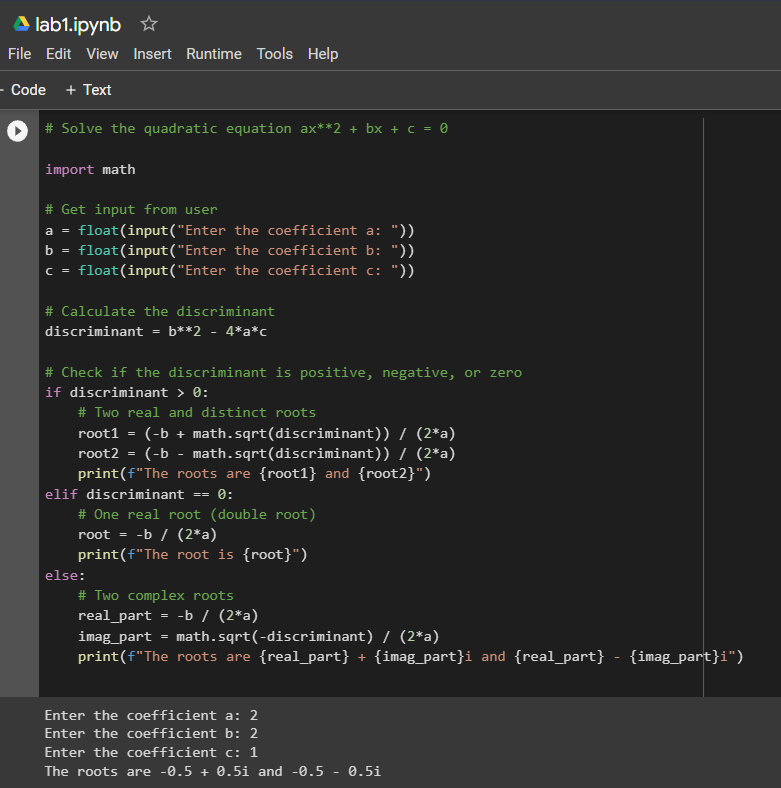 lab1.ipynb
File Edit View Insert Runtime Tools Help
Code + Text
# Solve the quadratic equation ax**2 + bx + c = 0
import math
# Get input from user
a = float(input("Enter the coefficient a: "))
b = float(input("Enter the coefficient b: "))
c = float(input("Enter the coefficient c: "))
# Calculate the discriminant
discriminant = b**2 - 4*a*c
# Check if the discriminant is positive, negative, or zero
if discriminant > 0:
    # Two real and distinct roots
    root1 = (-b + math.sqrt(discriminant)) / (2*a)
    root2 = (-b - math.sqrt(discriminant)) / (2*a)
    print(f"The roots are {root1} and {root2}")
elif discriminant == 0:
    # One real root (double root)
    root = -b / (2*a)
    print(f"The root is {root}")
else:
    # Two complex roots
    real_part = -b / (2*a)
    imag_part = math.sqrt(-discriminant) / (2*a)
    print(f"The roots are {real_part} + {imag_part}i and {real_part} - {imag_part}i")
Enter the coefficient a: 2
Enter the coefficient b: 2
Enter the coefficient c: 1
The roots are -0.5 + 0.5i and -0.5 - 0.5i